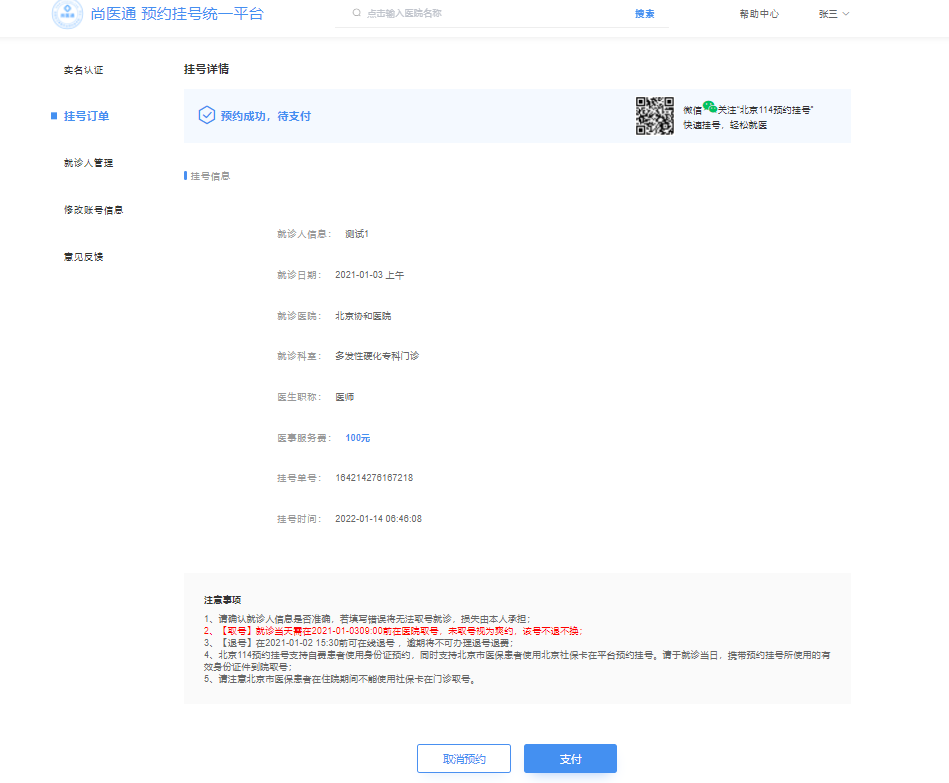 尚医通 预约挂号统一平台
点击输入医院名称
搜索
帮助中心
张三
实名认证
挂号订单
就诊人管理
修改账号信息
意见反馈
挂号详情
预约成功，待支付
微信关注"北京114预约挂号"
快速挂号，轻松就医
挂号信息
就诊人信息： 测试1
就诊日期： 2021-01-03 上午
就诊医院： 北京协和医院
就诊科室： 多发性硬化专科门诊
医生职称： 医师
医事服务费： 100元
挂号单号： 164214276167218
挂号时间： 2022-01-14 06:46:08
注意事项
1、请确认就诊人信息是否准确，若填写错误将无法取号就诊，损失由本人承担；
2、【取号】就诊当天需在2021-01-0309:00前在医院取号，未取号视为爽约，该号不退不换；
3、【退号】在2021-01-02 15:30前可在线退号 ，逾期将不可办理退号退费；
4、北京114预约挂号支持自费患者使用身份证预约，同时支持北京市医保患者使用北京社保卡在平台预约挂号。请于就诊当日，携带预约挂号所使用的有
效身份证件到院取号；
5、请注意北京市医保患者在住院期间不能使用社保卡在门诊取号。
取消预约
支付